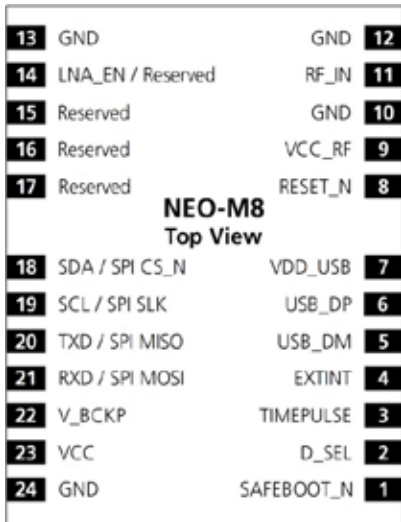 13 GND GND 12
14 LNA_EN / Reserved RF_IN 11
15 Reserved GND 10
16 Reserved VCC_RF 9
17 Reserved RESET_N 8
NEO-M8
Top View
18 SDA / SPI CS_N VDD_USB 7
19 SCL / SPI SLK USB_DP 6
20 TXD / SPI MISO USB_DM 5
21 RXD / SPI MOSI EXTINT 4
22 V_BCKP TIMEPULSE 3
23 VCC D_SEL 2
24 GND SAFEBOOT_N 1